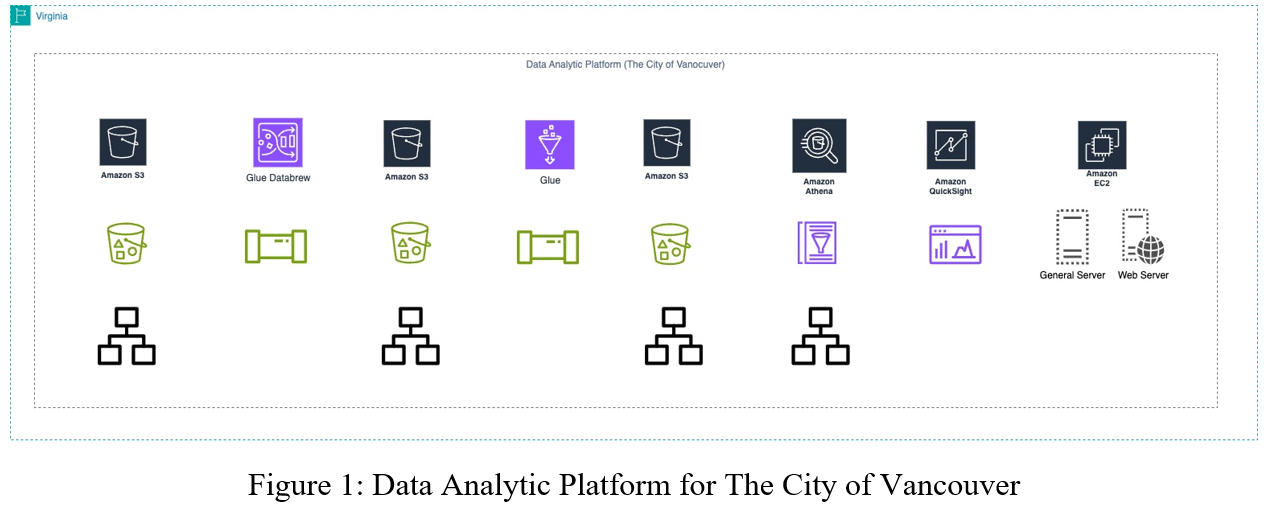 Virginia
Data Analytic Platform (The City of Vanocuver)
Amazon S3
Glue Databrew
Amazon S3
Glue
Amazon S3
Amazon
Athena
Amazon
QuickSight
Amazon
EC2
General Server
Web Server
Figure 1: Data Analytic Platform for The City of Vancouver